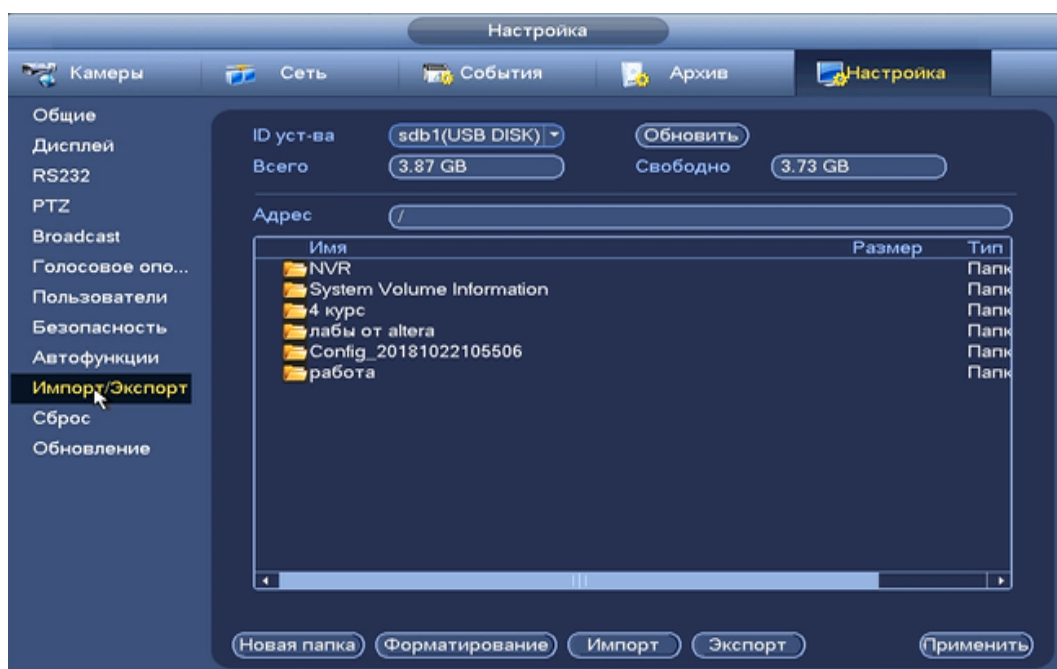 Настройка
Камеры Сеть События Архив Настройка
Общие
Дисплей
RS232
PTZ
Broadcast
Голосовое опо...
Пользователи
Безопасность
Автофункции
Импорт/Экспорт
Сброс
Обновление
ID уст-ва sdb1(USB DISK) Обновить
Всего 3.87 GB Свободно 3.73 GB
Адрес /
Имя Размер Тип
NVR Папк
System Volume Information Папк
4 курс Папк
лабы от altera Папк
Config_20181022105506 Папк
работа Папк
Новая папка Форматирование Импорт Экспорт Применить